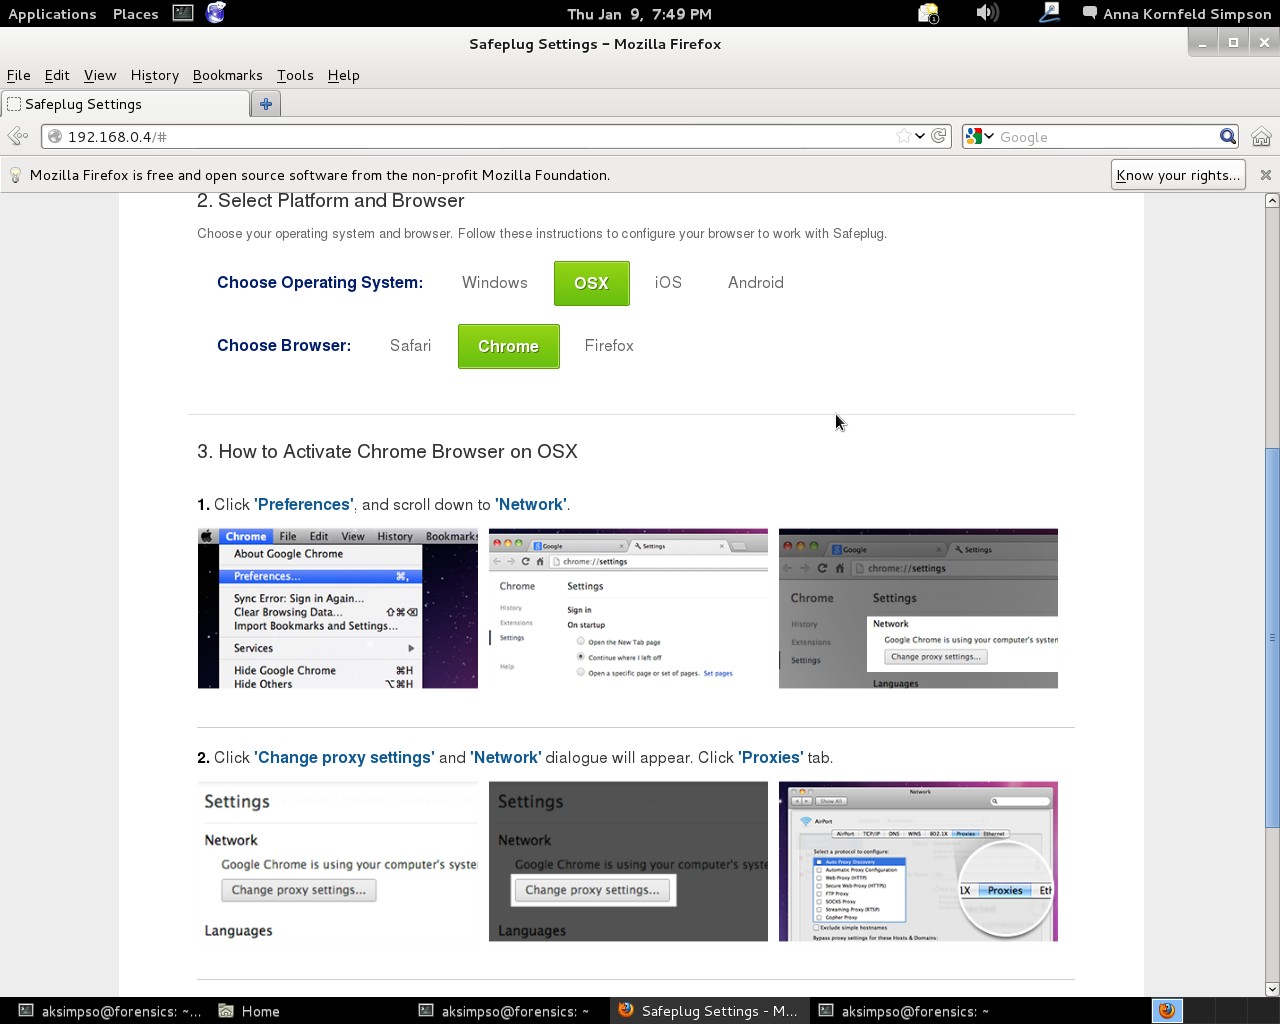 Applications Places Thu Jan 9, 7:49 PM Anna Kornfeld Simpson
Safeplug Settings - Mozilla Firefox
File Edit View History Bookmarks Tools Help
Safeplug Settings
192.168.0.4/# Google
Mozilla Firefox is free and open source software from the non-profit Mozilla Foundation. Know your rights...
2. Select Platform and Browser
Choose your operating system and browser. Follow these instructions to configure your browser to work with Safeplug.
Choose Operating System: Windows OSX iOS Android
Choose Browser: Safari Chrome Firefox
3. How to Activate Chrome Browser on OSX
1. Click 'Preferences', and scroll down to 'Network'.
Chrome File Edit View History Bookmarks
About Google Chrome
Preferences... ⌘,
Sync Error: Sign in Again...
Clear Browsing Data... ⇧⌘⌫
Import Bookmarks and Settings...
Services
Hide Google Chrome ⌘H
Hide Others ⌥⌘H
Google Settings
chrome://settings
Chrome Settings
History Sign in
Extensions On startup
Settings Open the New Tab page
Continue where I left off
Help Open a specific page or set of pages. Set pages
Google Settings
chrome://settings
Chrome Settings
History Network
Extensions Google Chrome is using your computer's system
Settings Change proxy settings...
Languages
2. Click 'Change proxy settings' and 'Network' dialogue will appear. Click 'Proxies' tab.
Settings
Network
Google Chrome is using your computer's syste
Change proxy settings...
Languages
Settings
Network
Google Chrome is using your computer's syste
Change proxy settings...
Languages
Network
Show All
AirPort
AirPort TCP/IP DNS WINS 802.1X Proxies Ethernet
Select a protocol to configure:
Auto Proxy Discovery
Automatic Proxy Configuration
Web Proxy (HTTP)
Secure Web Proxy (HTTPS)
FTP Proxy
SOCKS Proxy
Streaming Proxy (RTSP)
Gopher Proxy
Exclude simple hostnames
Bypass proxy settings for these Hosts & Domains:
1X Proxies Eth
aksimpso@forensics: ~... Home aksimpso@forensics: ~ Safeplug Settings - M... aksimpso@forensics: ~